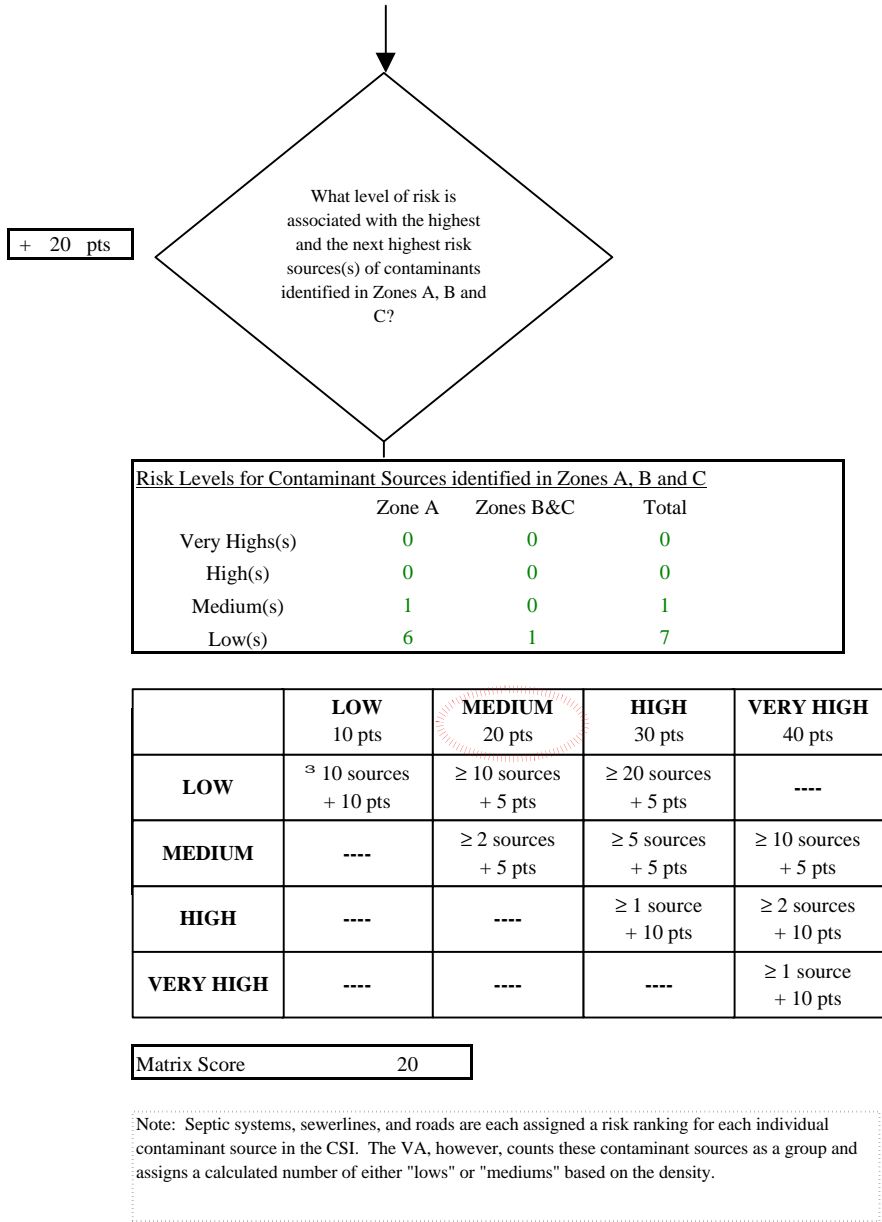 What level of risk is
associated with the highest
and the next highest risk
sources(s) of contaminants
identified in Zones A, B and
C?
+ 20 pts
Risk Levels for Contaminant Sources identified in Zones A, B and C
Zone A Zones B&C Total
Very Highs(s) 0 0 0
High(s) 0 0 0
Medium(s) 1 0 1
Low(s) 6 1 7
LOW MEDIUM HIGH VERY HIGH
10 pts 20 pts 30 pts 40 pts
LOW ³ 10 sources ≥ 10 sources ≥ 20 sources ----
+ 10 pts + 5 pts + 5 pts
MEDIUM ---- ≥ 2 sources ≥ 5 sources ≥ 10 sources
+ 5 pts + 5 pts + 5 pts
HIGH ---- ---- ≥ 1 source ≥ 2 sources
+ 10 pts + 10 pts
VERY HIGH ---- ---- ---- ≥ 1 source
+ 10 pts
Matrix Score 20
Note: Septic systems, sewerlines, and roads are each assigned a risk ranking for each individual
contaminant source in the CSI. The VA, however, counts these contaminant sources as a group and
assigns a calculated number of either "lows" or "mediums" based on the density.